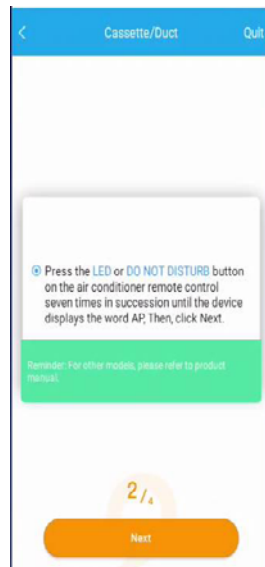 Cassette/Duct Quit
Press the LED or DO NOT DISTURB button
on the air conditioner remote control
seven times in succession until the device
displays the word AP, Then, click Next.
Reminder: For other models, please refer to product
manual.
2/4
Next